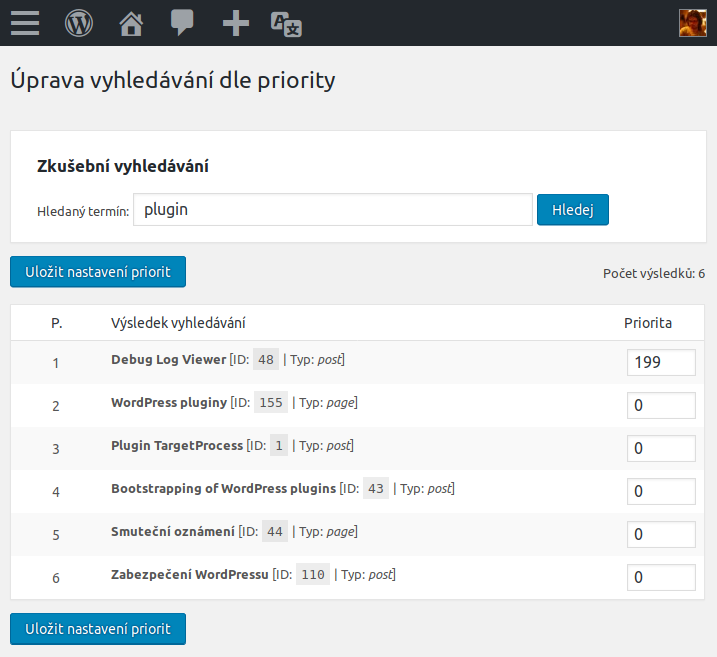 Úprava vyhledávání dle priority
Zkušební vyhledávání
Hledaný termín: plugin Hledej
Uložit nastavení priorit Počet výsledků: 6
P. Výsledek vyhledávání Priorita
1 Debug Log Viewer [ID: 48 | Typ: post] 199
2 WordPress pluginy [ID: 155 | Typ: page] 0
3 Plugin TargetProcess [ID: 1 | Typ: post] 0
4 Bootstrapping of WordPress plugins [ID: 43 | Typ: post] 0
5 Smuteční oznámení [ID: 44 | Typ: page] 0
6 Zabezpečení WordPressu [ID: 110 | Typ: post] 0
Uložit nastavení priorit